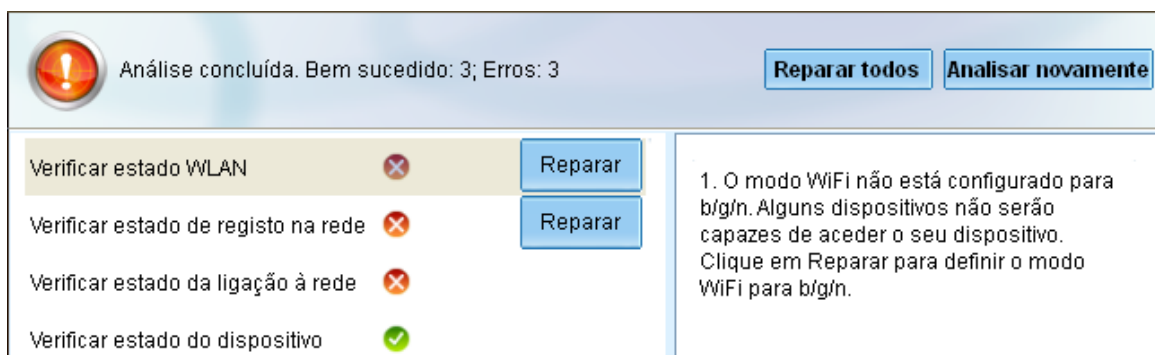 Análise concluída. Bem sucedido: 3; Erros: 3
Reparar todos
Analisar novamente
Verificar estado WLAN
Reparar
Verificar estado de registo na rede
Reparar
Verificar estado da ligação à rede
Verificar estado do dispositivo
1. O modo WiFi não está configurado para
b/g/n. Alguns dispositivos não serão
capazes de aceder o seu dispositivo.
Clique em Reparar para definir o modo
WiFi para b/g/n.